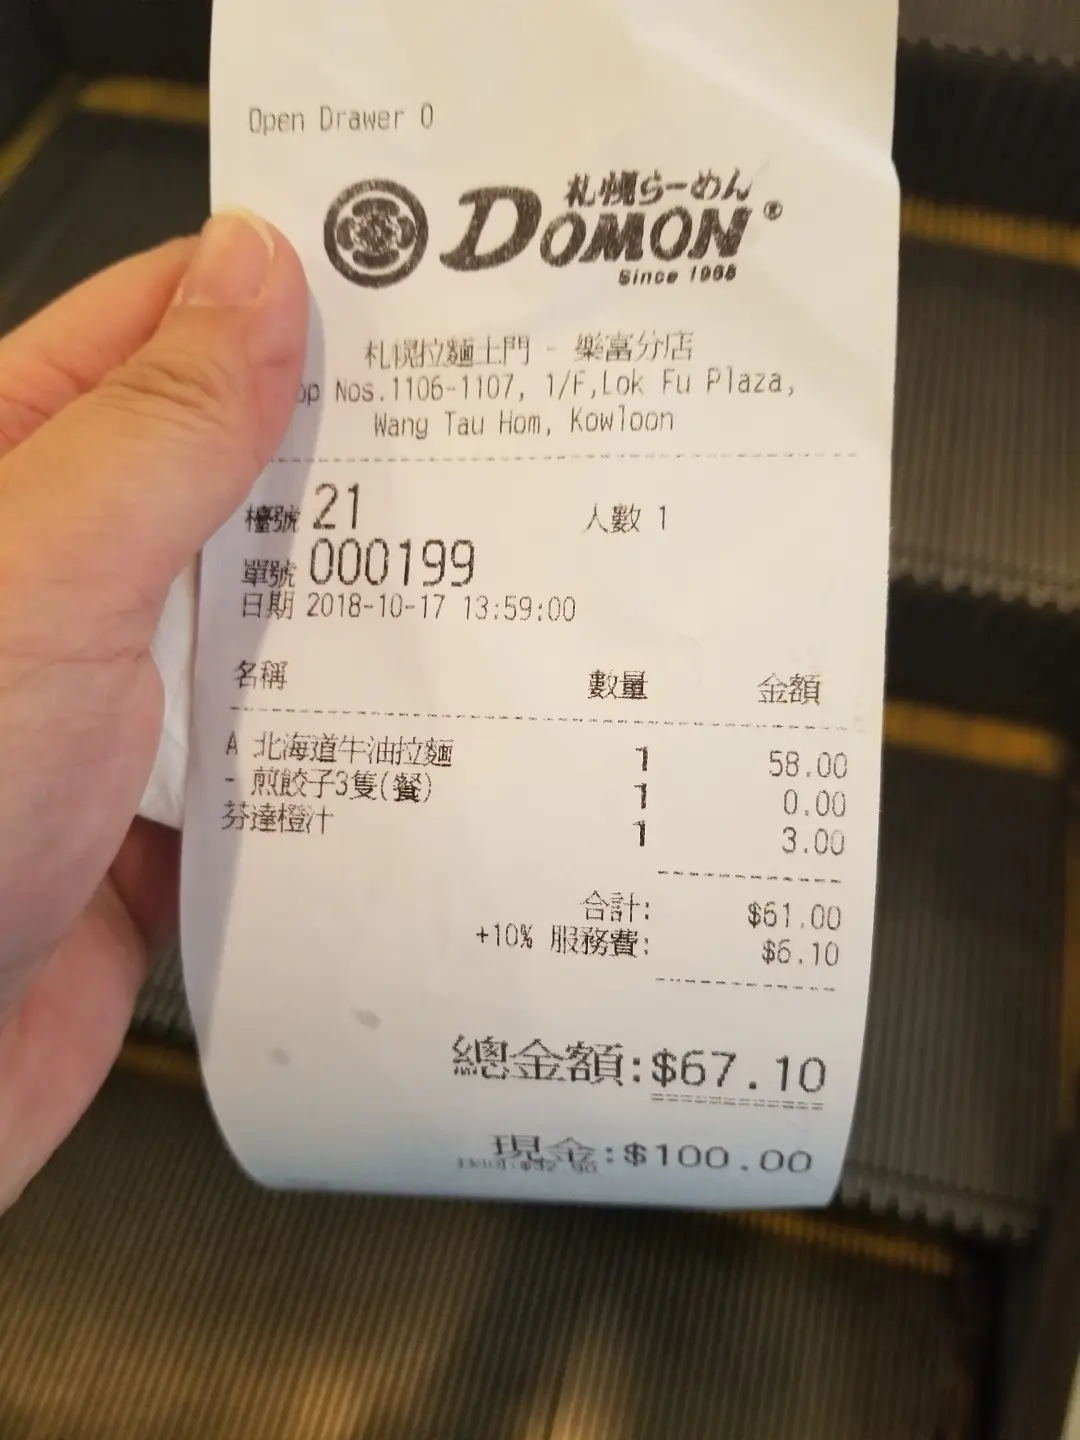 Open Drawer 0
札幌らーめん
DOMON®
Since 1968
札幌拉麵土門 - 樂富分店
op Nos.1106-1107, 1/F,Lok Fu Plaza,
Wang Tau Hom, Kowloon
檯號 21 人數 1
單號 000199
日期 2018-10-17 13:59:00
名稱 數量 金額
A 北海道牛油拉麵 1 58.00
- 煎餃子3隻(餐) 1 0.00
芬達橙汁 1 3.00
合計: $61.00
+10% 服務費: $6.10
總金額:$67.10
現金:$100.00